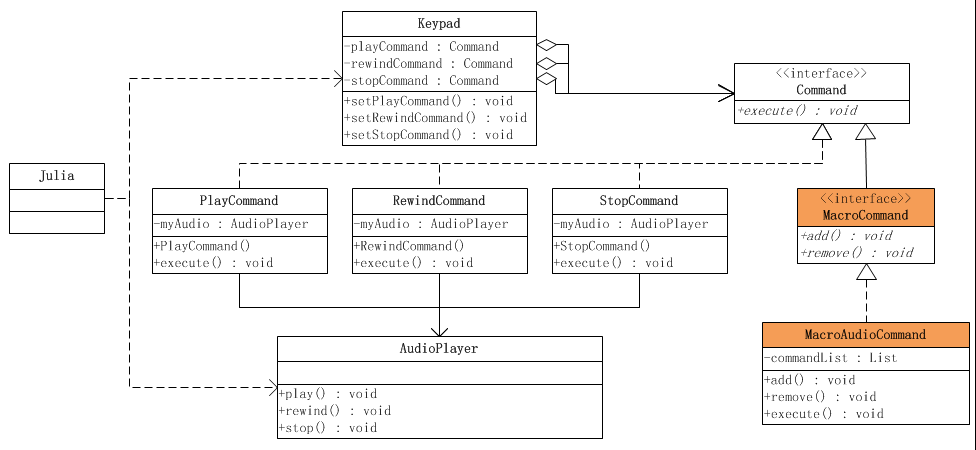 Keypad
-playCommand : Command
-rewindCommand : Command
-stopCommand : Command
+setPlayCommand() : void
+setRewindCommand() : void
+setStopCommand() : void
<<interface>>
Command
+execute() : void
Julia
PlayCommand
-myAudio : AudioPlayer
+PlayCommand()
+execute() : void
RewindCommand
-myAudio : AudioPlayer
+RewindCommand()
+execute() : void
StopCommand
-myAudio : AudioPlayer
+StopCommand()
+execute() : void
<<interface>>
MacroCommand
+add() : void
+remove() : void
AudioPlayer
+play() : void
+rewind() : void
+stop() : void
MacroAudioCommand
-commandList : List
+add() : void
+remove() : void
+execute() : void